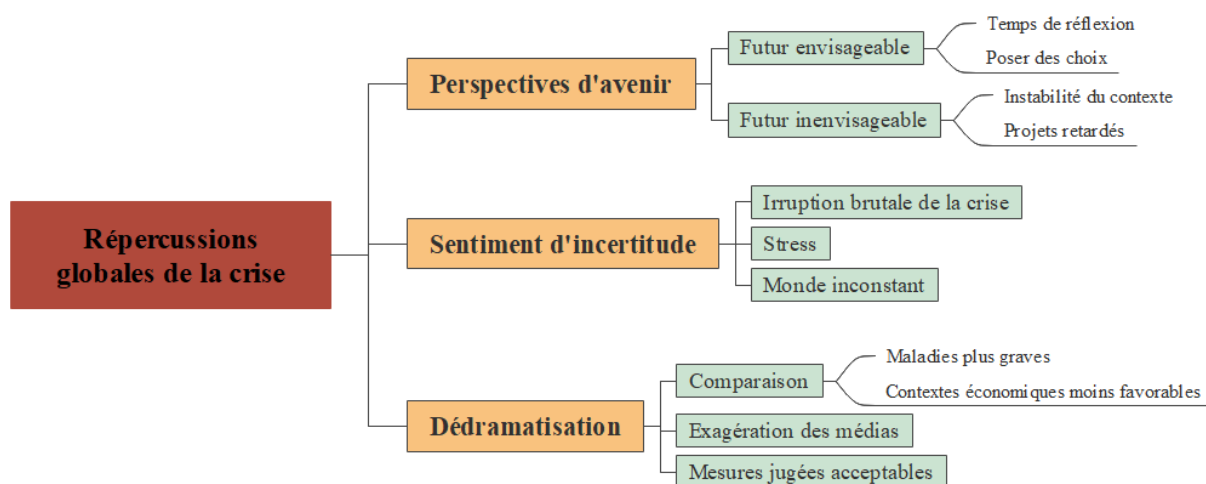 Répercussions
globales de la crise
Perspectives d'avenir
Futur envisageable
Temps de réflexion
Poser des choix
Futur inenvisageable
Instabilité du contexte
Projets retardés
Sentiment d'incertitude
Irruption brutale de la crise
Stress
Monde inconstant
Dédramatisation
Comparaison
Maladies plus graves
Contextes économiques moins favorables
Exagération des médias
Mesures jugées acceptables